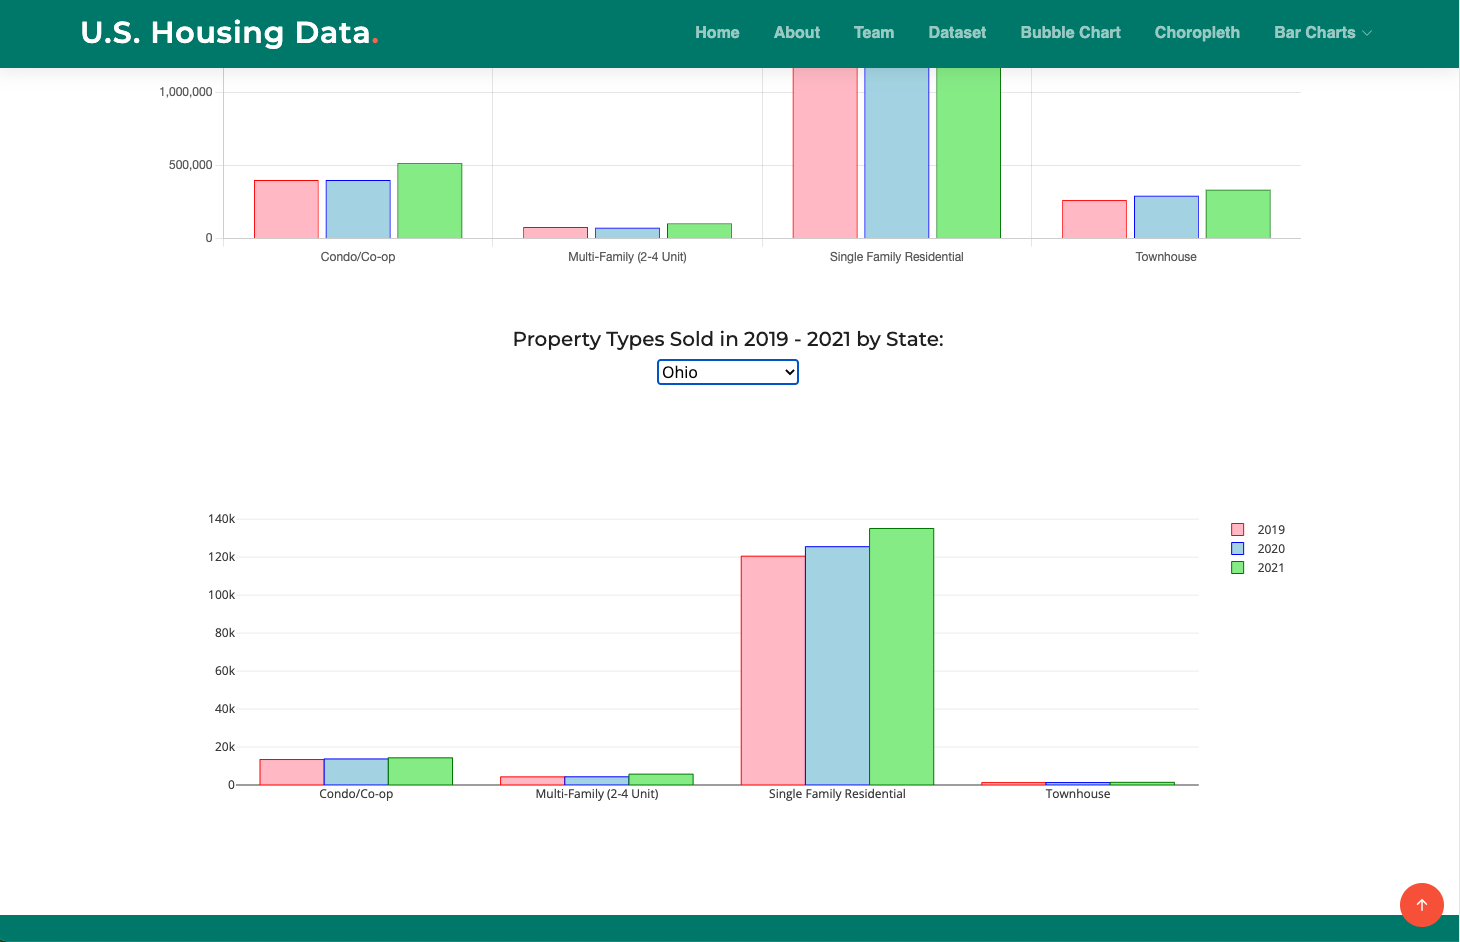 U.S. Housing Data.
Home About Team Dataset Bubble Chart Choropleth Bar Charts
1,000,000
500,000
0
Condo/Co-op Multi-Family (2-4 Unit) Single Family Residential Townhouse
Property Types Sold in 2019 - 2021 by State:
Ohio
140k
120k
100k
80k
60k
40k
20k
0
Condo/Co-op Multi-Family (2-4 Unit) Single Family Residential Townhouse
2019
2020
2021